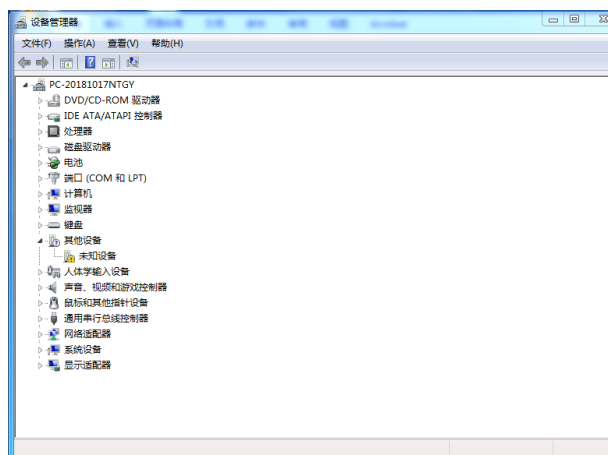 设备管理器
文件(F) 操作(A) 查看(V) 帮助(H)
PC-20181017NTGY
DVD/CD-ROM 驱动器
IDE ATA/ATAPI 控制器
处理器
磁盘驱动器
电池
端口 (COM 和 LPT)
计算机
监视器
键盘
其他设备
未知设备
人体学输入设备
声音、视频和游戏控制器
鼠标和其他指针设备
通用串行总线控制器
网络适配器
系统设备
显示适配器